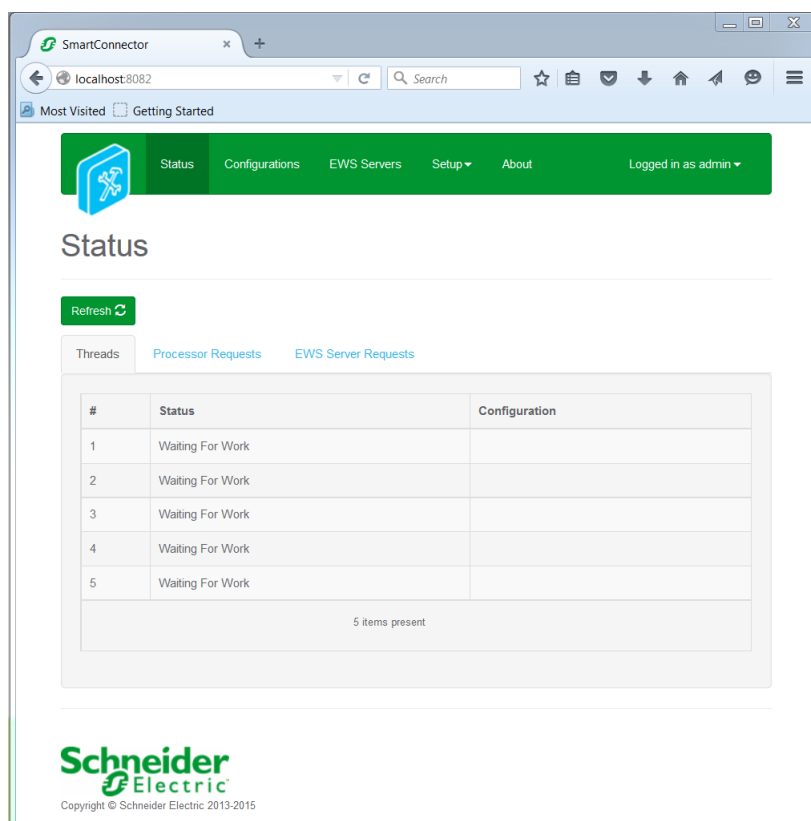 SmartConnector
localhost:8082
Search
Most Visited Getting Started
Status Configurations EWS Servers Setup About Logged in as admin
Status
Refresh
Threads Processor Requests EWS Server Requests
# Status Configuration
1 Waiting For Work
2 Waiting For Work
3 Waiting For Work
4 Waiting For Work
5 Waiting For Work
5 items present
Schneider
Electric
Copyright © Schneider Electric 2013-2015